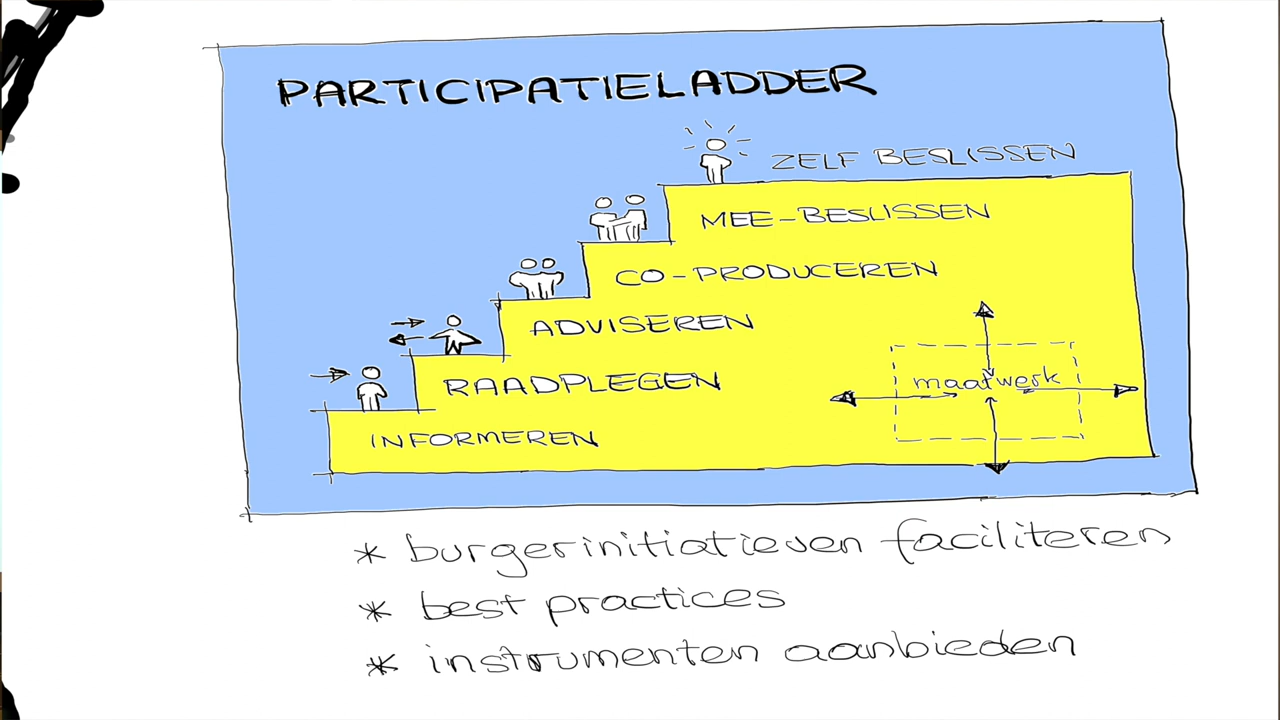 PARTICIPATIELADDER
ZELF BESLISSEN
MEE-BESLISSEN
CO-PRODUCEREN
ADVISEREN
RAADPLEGEN
maatwerk
INFORMEREN
* burgerinitiatieven faciliteren
* best practices
* instrumenten aanbieden